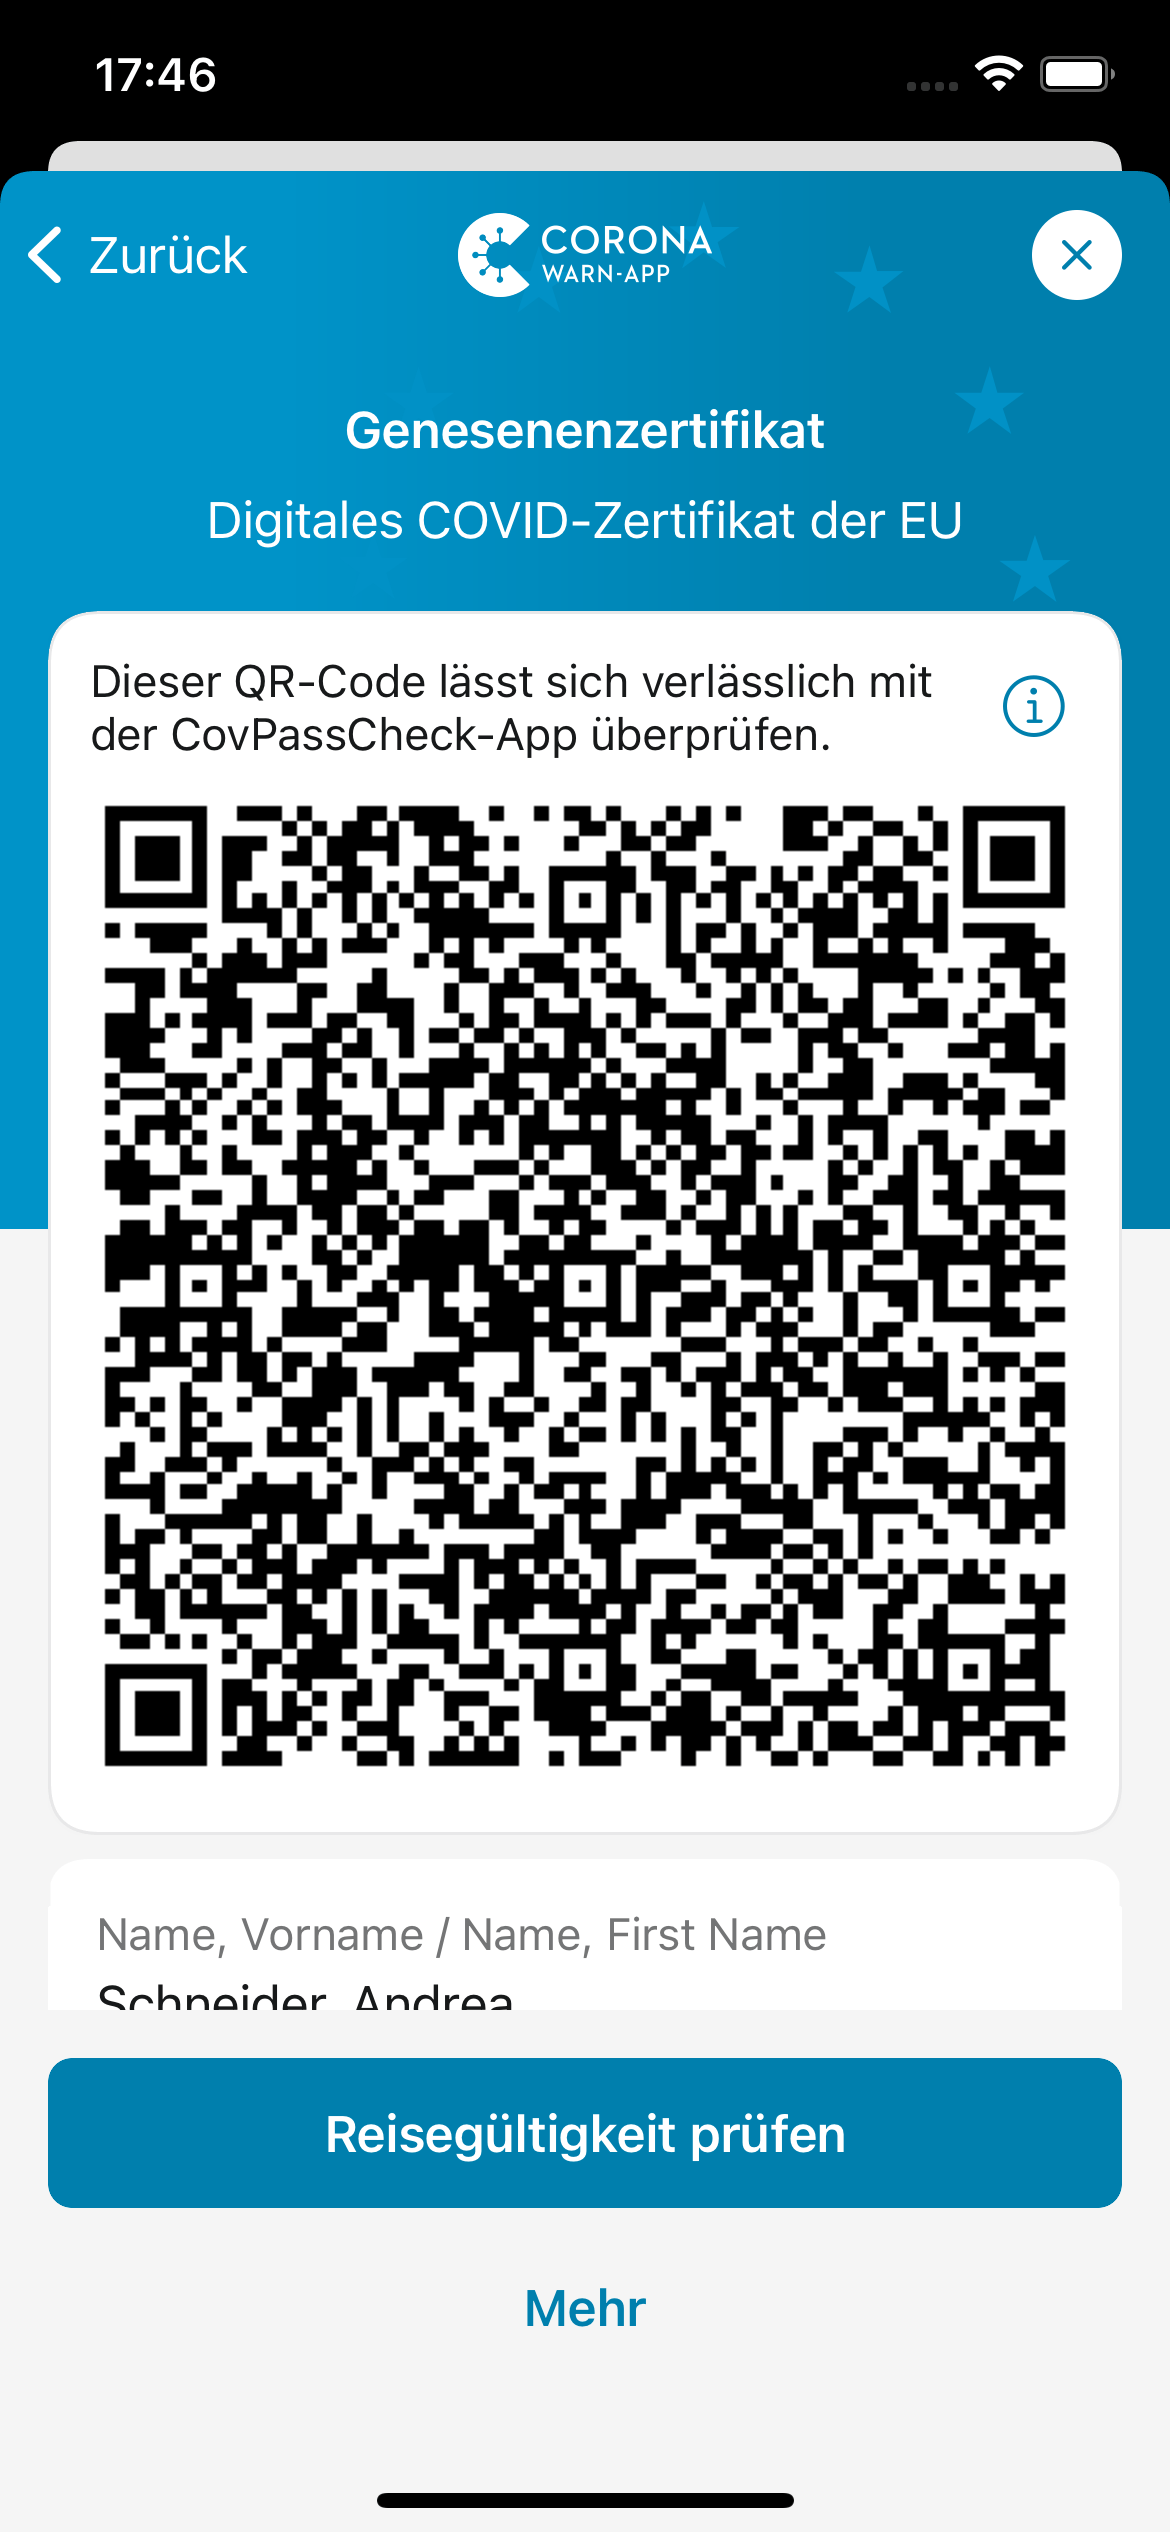 17:46
Zurück
CORONA
WARN-APP
Genesenenzertifikat
Digitales COVID-Zertifikat der EU
Dieser QR-Code lässt sich verlässlich mit
der CovPassCheck-App überprüfen.
Name, Vorname / Name, First Name
Schneider, Andrea
Reisegültigkeit prüfen
Mehr